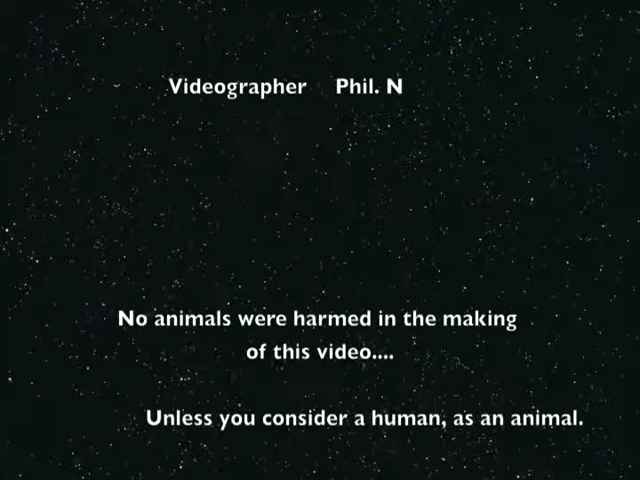 Videographer Phil. N
No animals were harmed in the making
of this video....
Unless you consider a human, as an animal.